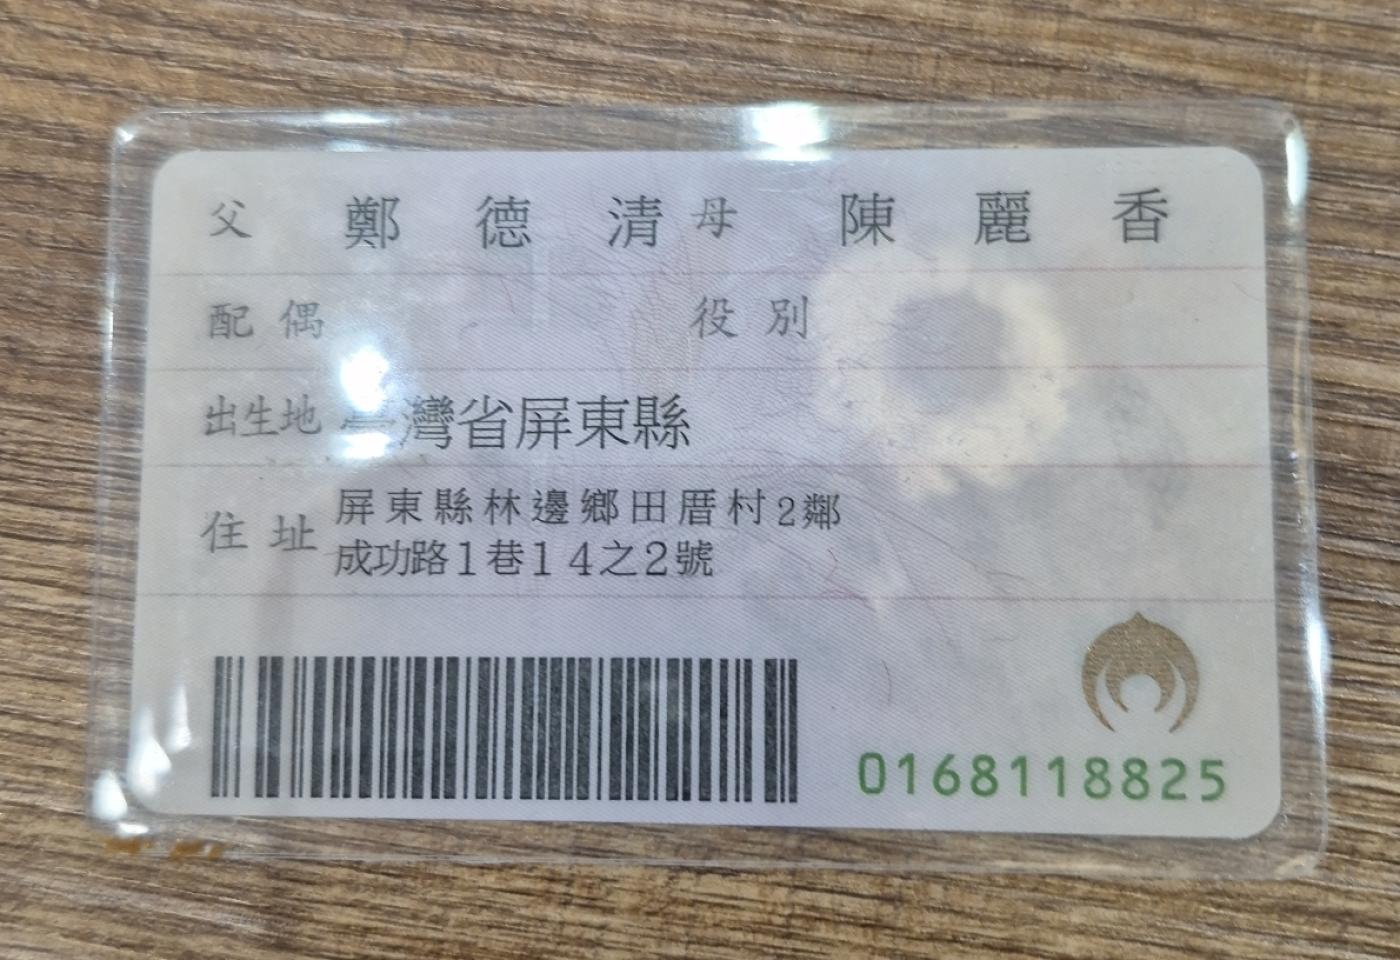 父 鄭德清 母 陳麗香
配偶 役別
出生地 臺灣省屏東縣
住址 屏東縣林邊鄉田厝村2鄰
成功路1巷14之2號
0168118825